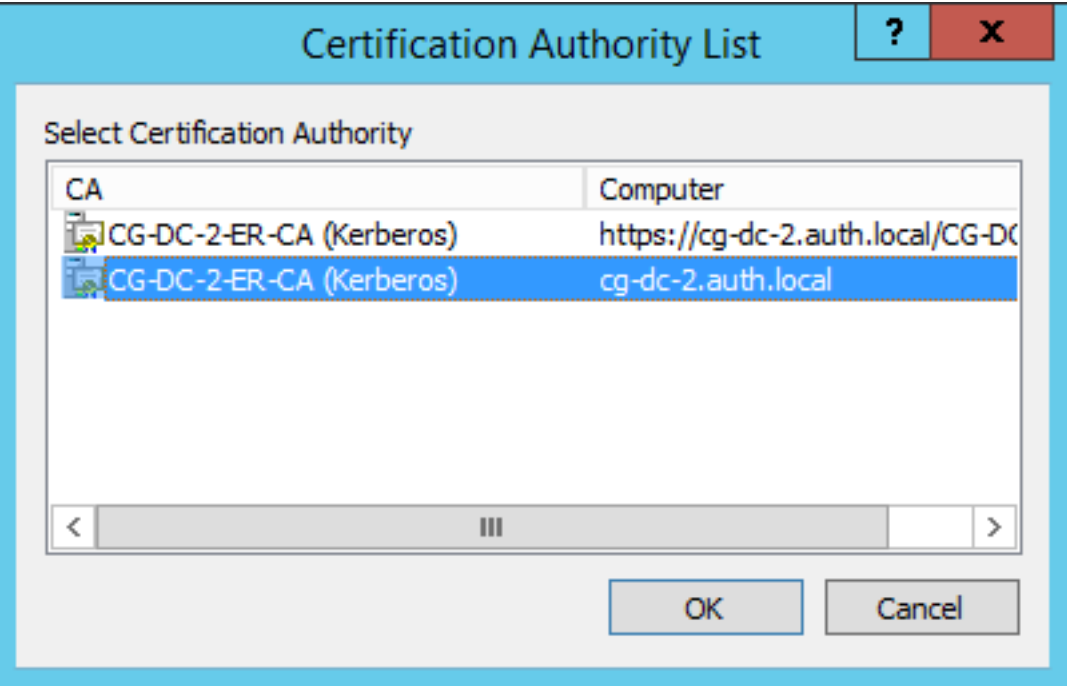 Certification Authority List
?
x
Select Certification Authority
CA Computer
CG-DC-2-ER-CA (Kerberos) https://cg-dc-2.auth.local/CG-DC
CG-DC-2-ER-CA (Kerberos) cg-dc-2.auth.local
OK Cancel